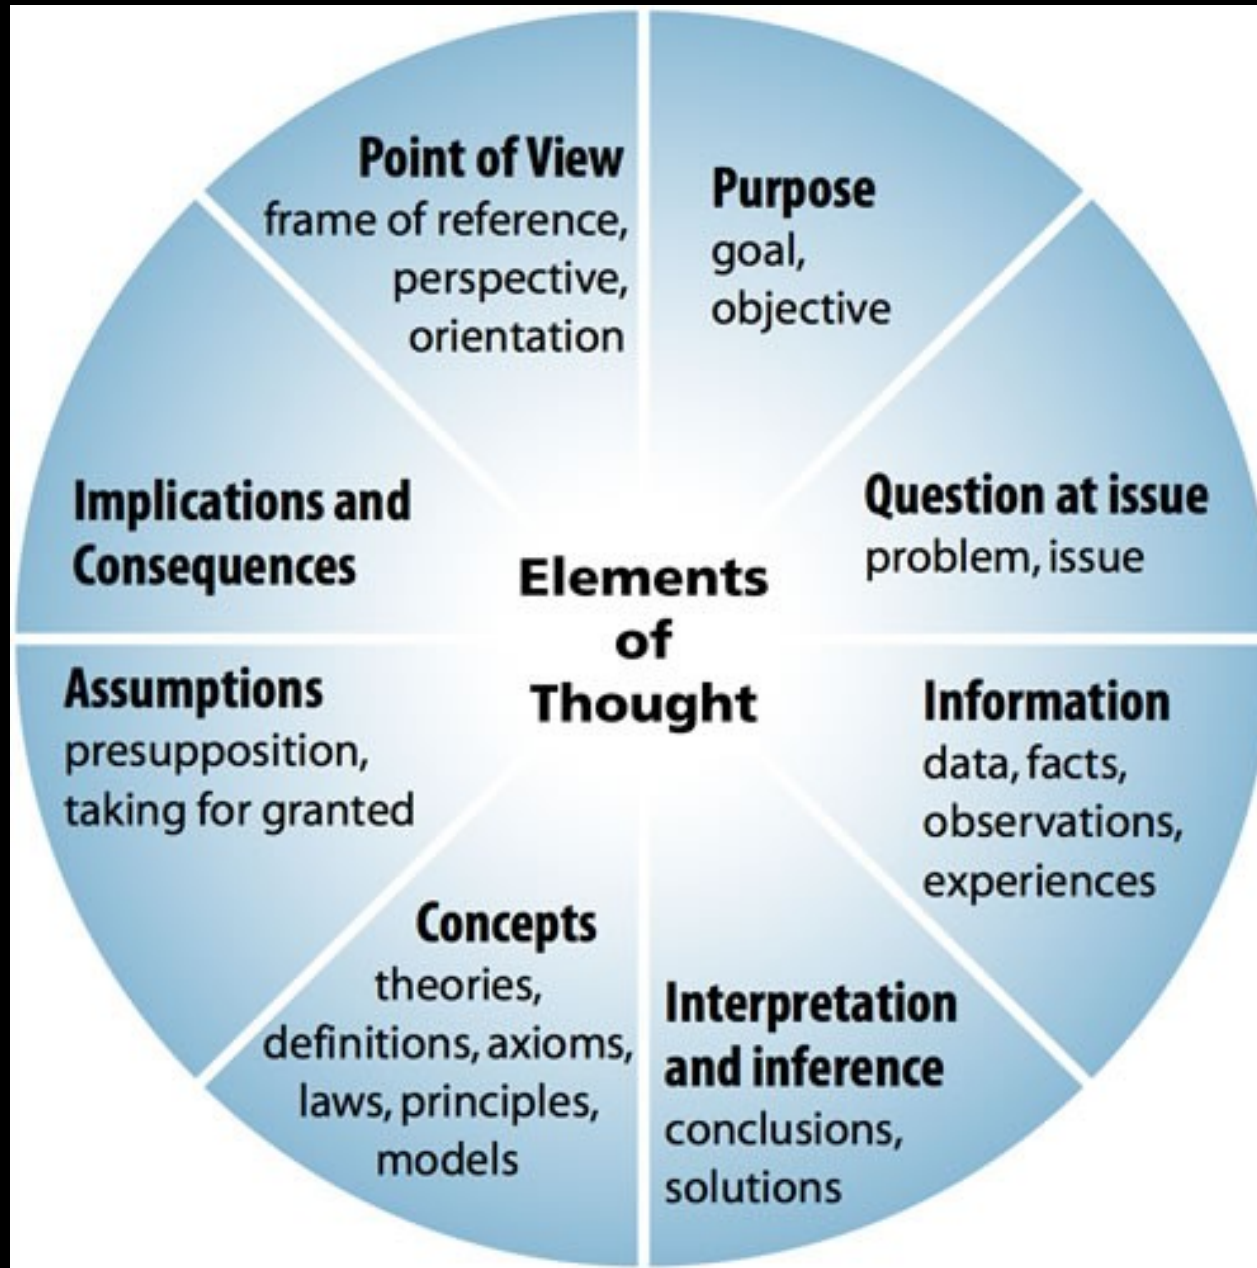 Point of View
frame of reference,
perspective,
orientation
Purpose
goal,
objective
Question at issue
problem, issue
Information
data, facts,
observations,
experiences
Interpretation
and inference
conclusions,
solutions
Concepts
theories,
definitions, axioms,
laws, principles,
models
Assumptions
presupposition,
taking for granted
Implications and
Consequences
Elements
of
Thought